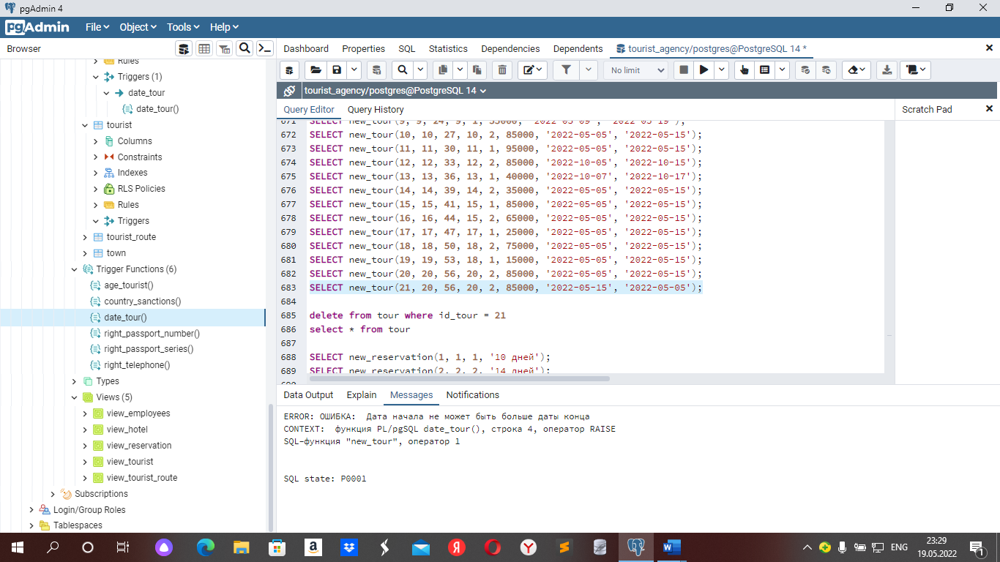 pgAdmin 4
pgAdmin
File
Object
Tools
Help
Browser
Dashboard
Properties
SQL
Statistics
Dependencies
Dependents
tourist_agency/postgres@PostgreSQL 14 *
No limit
tourist_agency/postgres@PostgreSQL 14
Query Editor
Query History
Scratch Pad
Rules
Triggers (1)
date_tour
date_tour()
tourist
Columns
Constraints
Indexes
RLS Policies
Rules
Triggers
tourist_route
town
Trigger Functions (6)
age_tourist()
country_sanctions()
date_tour()
right_passport_number()
right_passport_series()
right_telephone()
Types
Views (5)
view_employees
view_hotel
view_reservation
view_tourist
view_tourist_route
Subscriptions
Login/Group Roles
Tablespaces
671 SELECT new_tour(9, 9, 24, 9, 1, 55000, '2022-05-09', '2022-05-19');
672 SELECT new_tour(10, 10, 27, 10, 2, 85000, '2022-05-05', '2022-05-15');
673 SELECT new_tour(11, 11, 30, 11, 1, 95000, '2022-05-05', '2022-05-15');
674 SELECT new_tour(12, 12, 33, 12, 2, 85000, '2022-10-05', '2022-10-15');
675 SELECT new_tour(13, 13, 36, 13, 1, 40000, '2022-10-07', '2022-10-17');
676 SELECT new_tour(14, 14, 39, 14, 2, 35000, '2022-05-05', '2022-05-15');
677 SELECT new_tour(15, 15, 41, 15, 1, 85000, '2022-05-05', '2022-05-15');
678 SELECT new_tour(16, 16, 44, 15, 2, 65000, '2022-05-05', '2022-05-15');
679 SELECT new_tour(17, 17, 47, 17, 1, 25000, '2022-05-05', '2022-05-15');
680 SELECT new_tour(18, 18, 50, 18, 2, 75000, '2022-05-05', '2022-05-15');
681 SELECT new_tour(19, 19, 53, 18, 1, 15000, '2022-05-05', '2022-05-15');
682 SELECT new_tour(20, 20, 56, 20, 2, 85000, '2022-05-05', '2022-05-15');
683 SELECT new_tour(21, 20, 56, 20, 2, 85000, '2022-05-15', '2022-05-05');
684
685 delete from tour where id_tour = 21
686 select * from tour
687
688 SELECT new_reservation(1, 1, 1, '10 дней');
689 SELECT new_reservation(2, 2, 2, '14 дней');
Data Output
Explain
Messages
Notifications
ERROR: ОШИБКА: Дата начала не может быть больше даты конца
CONTEXT: функция PL/pgSQL date_tour(), строка 4, оператор RAISE
SQL-функция "new_tour", оператор 1
SQL state: P0001
ENG
23:29
19.05.2022